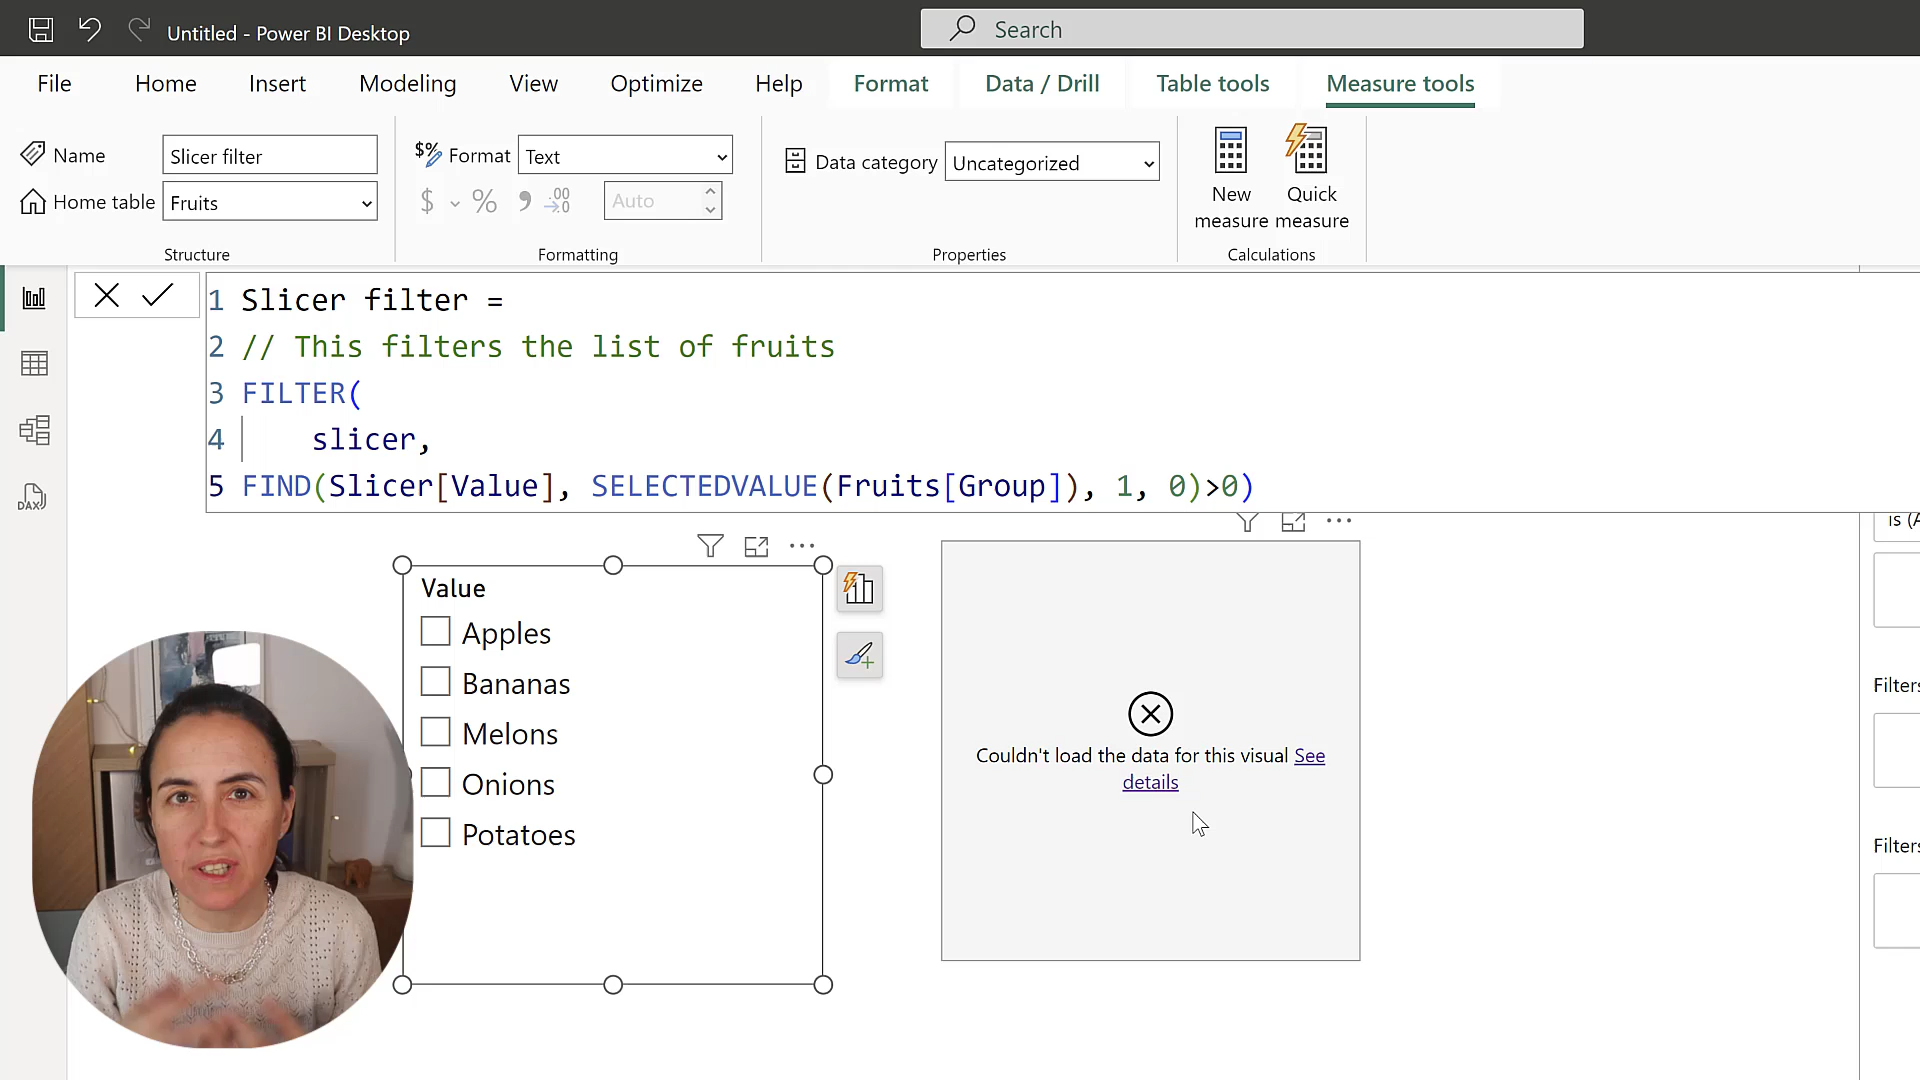 Untitled - Power BI Desktop
Search
File Home Insert Modeling View Optimize Help Format Data / Drill Table tools Measure tools
Name Slicer filter
Home table Fruits
Structure
$% Format Text
$ % , .00
Auto
Formatting
Data category Uncategorized
Properties
New measure
Quick measure
Calculations
1 Slicer filter =
2 // This filters the list of fruits
3 FILTER(
4 slicer,
5 FIND(Slicer[Value], SELECTEDVALUE(Fruits[Group]), 1, 0)>0)
DAX
Value
Apples
Bananas
Melons
Onions
Potatoes
Couldn't load the data for this visual See
details
is (A
Filters
Filters